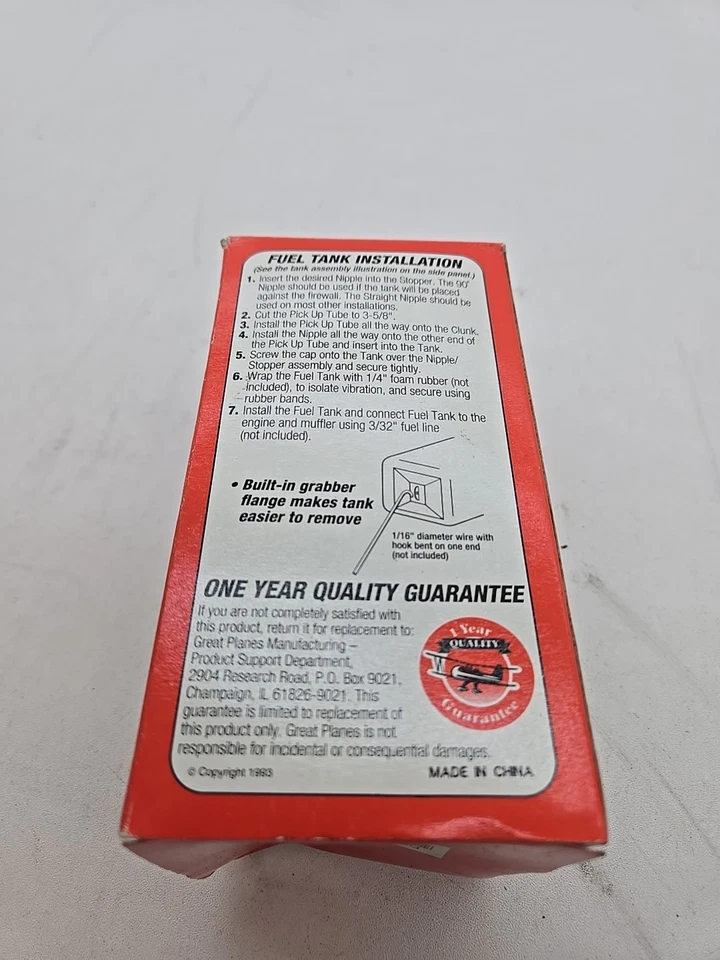 FUEL TANK INSTALLATION
(See the tank assembly illustration on the side panel.)
1. Insert the desired Nipple into the Stopper. The 90°
Nipple should be used if the tank will be placed
against the firewall. The Straight Nipple should be
used on most other installations.
2. Cut the Pick Up Tube to 3-5/8".
3. Install the Pick Up Tube all the way onto the Clunk.
4. Install the Nipple all the way onto the other end of
the Pick Up Tube and insert into the Tank.
5. Screw the cap onto the Tank over the Nipple/
Stopper assembly and secure tightly.
6. Wrap the Fuel Tank with 1/4" foam rubber (not
included), to isolate vibration, and secure using
rubber bands.
7. Install the Fuel Tank and connect Fuel Tank to the
engine and muffler using 3/32" fuel line
(not included).
• Built-in grabber
flange makes tank
easier to remove
1/16" diameter wire with
hook bent on one end
(not included)
ONE YEAR QUALITY GUARANTEE
If you are not completely satisfied with
this product, return it for replacement to:
Great Planes Manufacturing –
Product Support Department,
2904 Research Road, P.O. Box 9021,
Champaign, IL 61826-9021. This
guarantee is limited to replacement of
this product only. Great Planes is not
responsible for incidental or consequential damages.
1 Year
QUALITY
Guarantee
© Copyright 1993
MADE IN CHINA